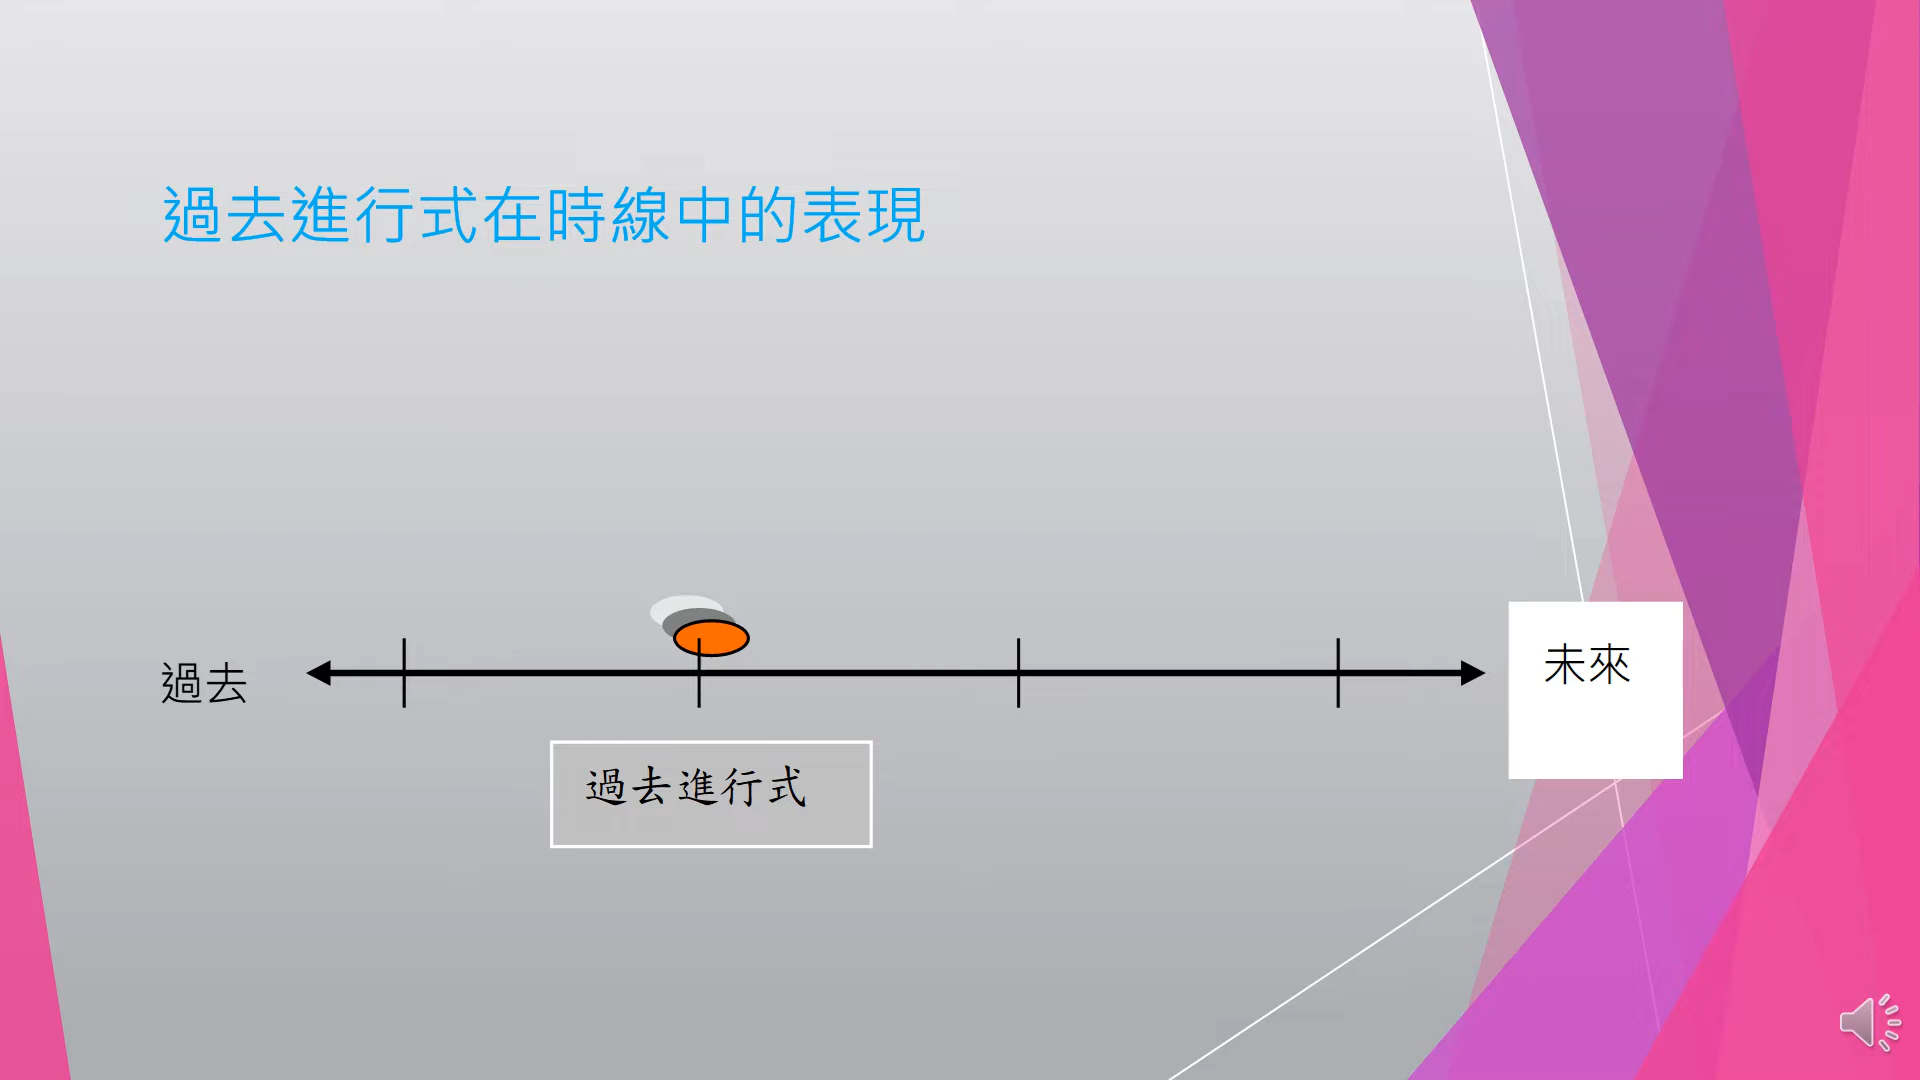 過去進行式在時線中的表現
過去
未來
過去進行式